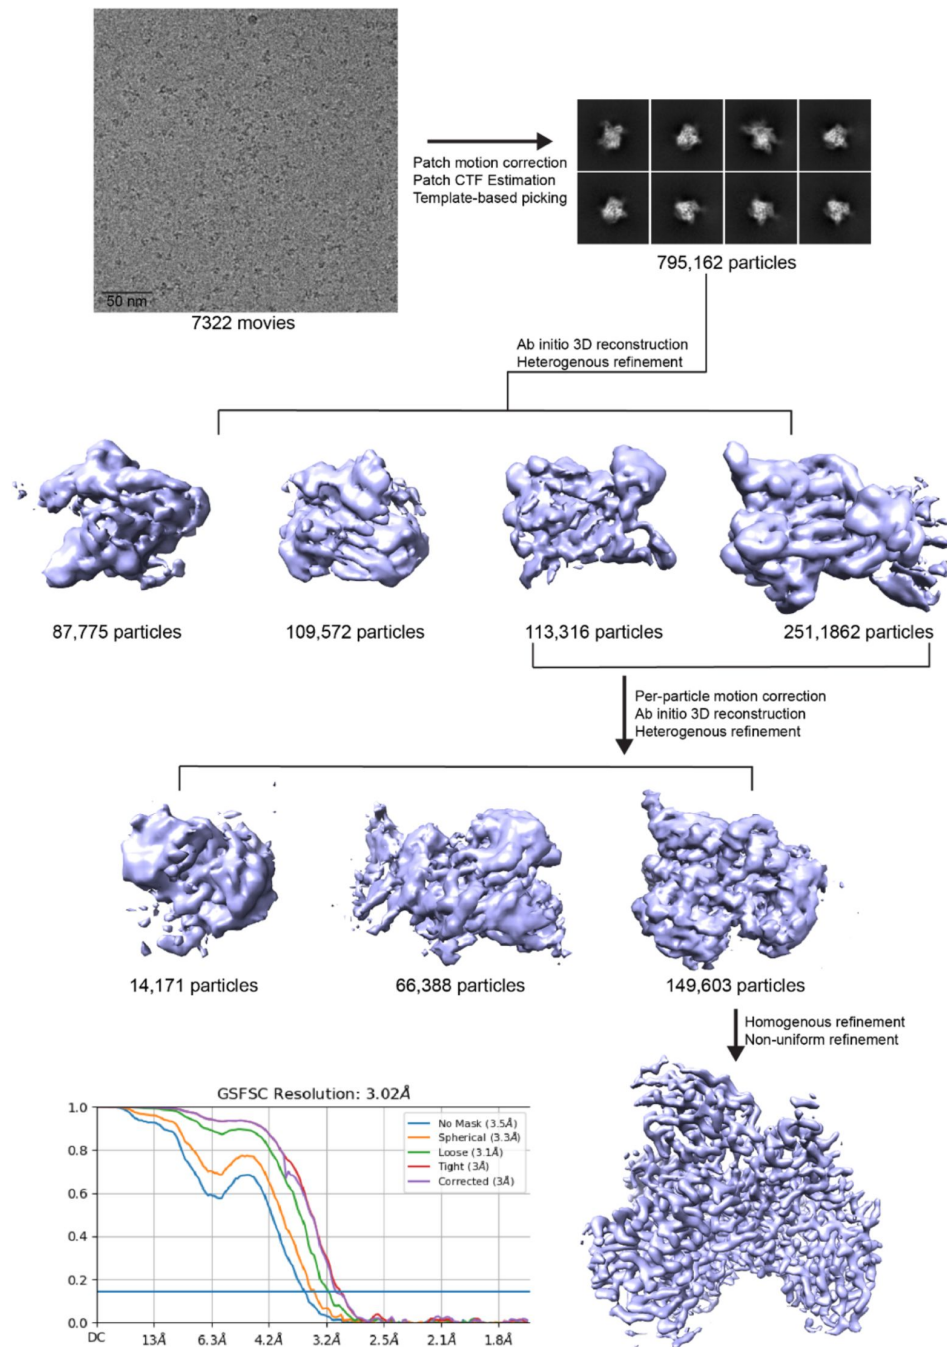 50 nm
7322 movies
Patch motion correction
Patch CTF Estimation
Template-based picking
795,162 particles
Ab initio 3D reconstruction
Heterogenous refinement
87,775 particles
109,572 particles
113,316 particles
251,1862 particles
Per-particle motion correction
Ab initio 3D reconstruction
Heterogenous refinement
14,171 particles
66,388 particles
149,603 particles
Homogenous refinement
Non-uniform refinement
GSFSC Resolution: 3.02Å
1.0
0.8
0.6
0.4
0.2
0.0
No Mask (3.5Å)
Spherical (3.3Å)
Loose (3.1Å)
Tight (3Å)
Corrected (3Å)
DC
13Å
6.3Å
4.2Å
3.2Å
2.5Å
2.1Å
1.8Å